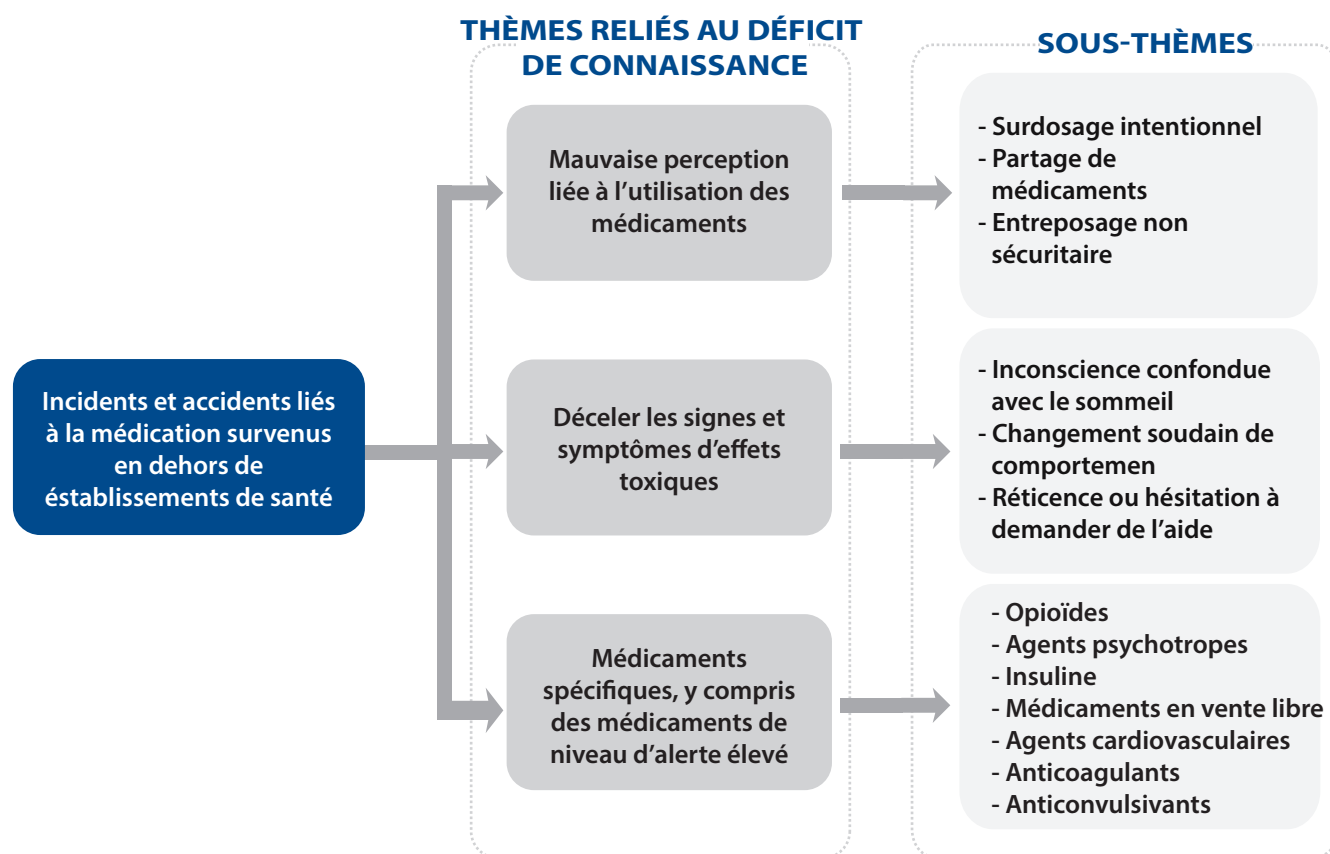 THÈMES RELIÉS AU DÉFICIT
DE CONNAISSANCE
SOUS-THÈMES
Incidents et accidents liés
à la médication survenus
en dehors de
éstablissements de santé
Mauvaise perception
liée à l’utilisation des
médicaments
- Surdosage intentionnel
- Partage de
médicaments
- Entreposage non
sécuritaire
Déceler les signes et
symptômes d’effets
toxiques
- Inconscience confondue
avec le sommeil
- Changement soudain de
comportemen
- Réticence ou hésitation à
demander de l’aide
Médicaments
spécifiques, y compris
des médicaments de
niveau d’alerte élevé
- Opioïdes
- Agents psychotropes
- Insuline
- Médicaments en vente libre
- Agents cardiovasculaires
- Anticoagulants
- Anticonvulsivants